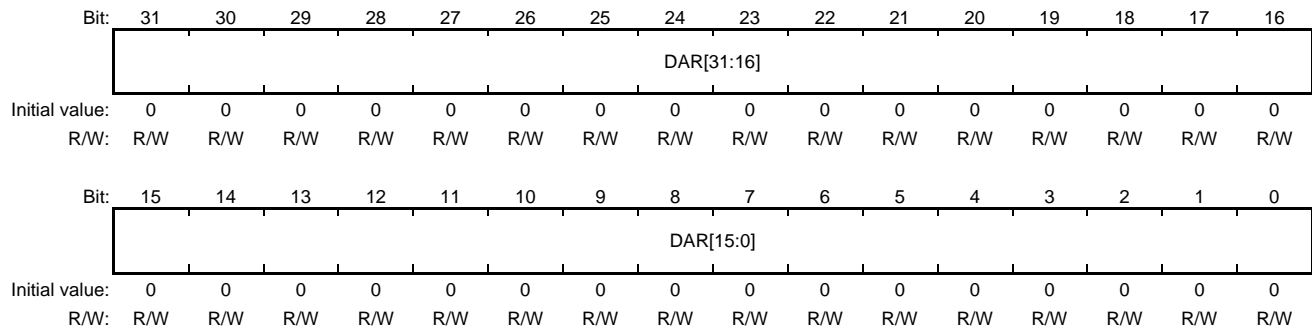 Bit: 31 30 29 28 27 26 25 24 23 22 21 20 19 18 17 16
DAR[31:16]
Initial value: 0 0 0 0 0 0 0 0 0 0 0 0 0 0 0 0
R/W: R/W R/W R/W R/W R/W R/W R/W R/W R/W R/W R/W R/W R/W R/W R/W R/W
Bit: 15 14 13 12 11 10 9 8 7 6 5 4 3 2 1 0
DAR[15:0]
Initial value: 0 0 0 0 0 0 0 0 0 0 0 0 0 0 0 0
R/W: R/W R/W R/W R/W R/W R/W R/W R/W R/W R/W R/W R/W R/W R/W R/W R/W